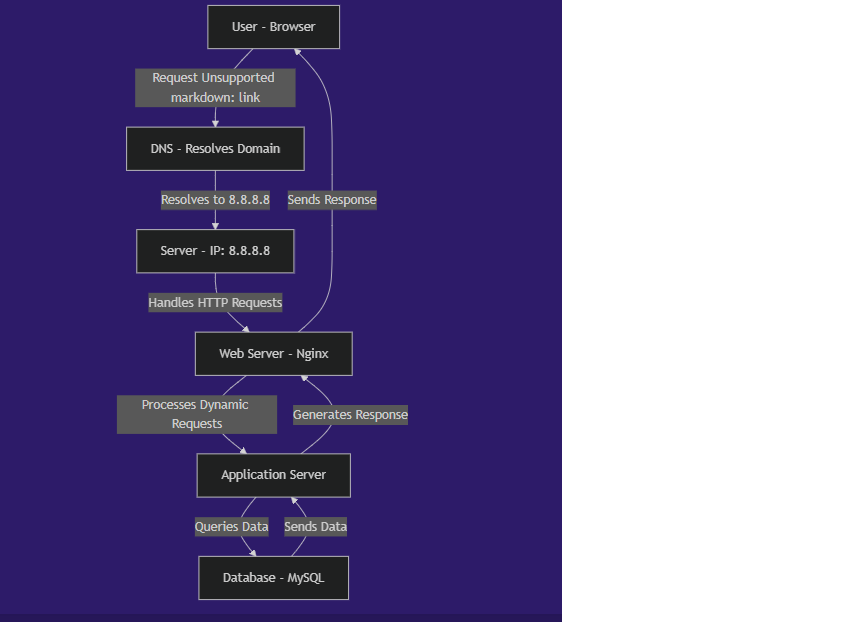 User - Browser
Request Unsupported
markdown: link
DNS - Resolves Domain
Resolves to 8.8.8.8
Sends Response
Server - IP: 8.8.8.8
Handles HTTP Requests
Web Server - Nginx
Processes Dynamic
Requests
Generates Response
Application Server
Queries Data
Sends Data
Database - MySQL